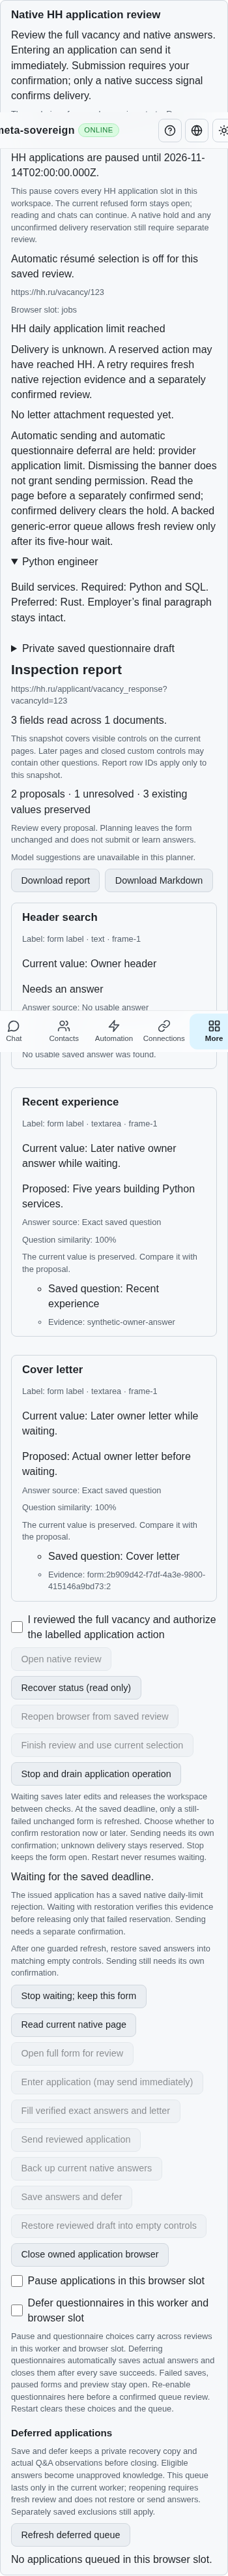 Native HH application review
Review the full vacancy and native answers.
Entering an application can send it
immediately. Submission requires your
confirmation; only a native success signal
confirms delivery.
meta-sovereign ONLINE
HH applications are paused until 2026-11-
14T02:00:00.000Z.
This pause covers every HH application slot in this
workspace. The current refused form stays open;
reading and chats can continue. A native hold and any
unconfirmed delivery reservation still require separate
review.
Automatic résumé selection is off for this
saved review.
https://hh.ru/vacancy/123
Browser slot: jobs
HH daily application limit reached
Delivery is unknown. A reserved action may
have reached HH. A retry requires fresh
native rejection evidence and a separately
confirmed review.
No letter attachment requested yet.
Automatic applications and automatic
questionnaire deferral are held: provider
application limit. Dismissing the banner does
not grant sending permission. Read the
page before a separately confirmed send;
confirmed delivery clears the hold. A backed
generic-error queue allows fresh review only
after its five-hour wait.
▼ Python engineer
Build services. Required: Python and SQL.
Preferred: Rust. Employer's final paragraph
stays intact.
▶ Private saved questionnaire draft
Inspection report
https://hh.ru/applicant/vacancy_response?
vacancyId=123
3 fields read across 1 documents.
This snapshot covers visible controls on the current
pages. Later pages and closed custom controls may
contain other questions. Report row IDs apply only to
this snapshot.
2 proposals · 1 unresolved · 3 existing
values preserved
Review every proposal. Planning leaves the form
unchanged and does not submit or learn answers.
Model suggestions are unavailable in this planner.
Download report Download Markdown
Header search
Label: form label · text · frame-1
Current value: Owner header
Needs an answer
Answer source: No usable answer
Chat Contacts Automation Connections More
No usable saved answer was found.
Recent experience
Label: form label · textarea · frame-1
Current value: Later native owner
answer while waiting.
Proposed: Five years building Python
services.
Answer source: Exact saved question
Question similarity: 100%
The current value is preserved. Compare it with
the proposal.
Saved question: Recent
experience
Evidence: synthetic-owner-answer
Cover letter
Label: form label · textarea · frame-1
Current value: Later owner letter while
waiting.
Proposed: Actual owner letter before
waiting.
Answer source: Exact saved question
Question similarity: 100%
The current value is preserved. Compare it with
the proposal.
Saved question: Cover letter
Evidence: form:2b909d42-f7df-4a3e-9800-
415146a9bd73:2
I reviewed the full vacancy and authorize
the labelled application action
Open native review
Recover status (read only)
Reopen browser from saved review
Finish review and use current selection
Stop and drain application operation
Waiting saves later edits and releases the workspace
between checks. At the saved deadline, only a still-
failed unchanged form is refreshed. Choose whether to
confirm restoration now or later. Sending needs its own
confirmation; unknown delivery stays reserved. Stop
keeps the form open. Restart never resumes waiting.
Waiting for the saved deadline.
The issued application has a saved native daily-limit
rejection. Waiting with restoration verifies this evidence
before releasing only that failed reservation. Sending
needs a separate confirmation.
After one guarded refresh, restore saved answers into
matching empty controls. Sending still needs its own
confirmation.
Stop waiting; keep this form
Read current native page
Open full form for review
Enter application (may send immediately)
Fill verified exact answers and letter
Send reviewed application
Back up current native answers
Save answers and defer
Restore reviewed draft into empty controls
Close owned application browser
Pause applications in this browser slot
Defer questionnaires in this worker and
browser slot
Pause and questionnaire choices carry across reviews
in this worker and browser slot. Deferring
questionnaires automatically saves actual answers and
closes them after every save succeeds. Failed saves,
paused forms and preview stay open. Re-enable
questionnaires here before a confirmed queue review.
Restart clears these choices and the queue.
Deferred applications
Save and defer keeps a private recovery copy and
actual Q&A observations before closing. Eligible
answers become unapproved knowledge. This queue
lasts only in the current worker; reopening requires
fresh review and does not restore or send answers.
Separately saved exclusions still apply.
Refresh deferred queue
No applications queued in this browser slot.